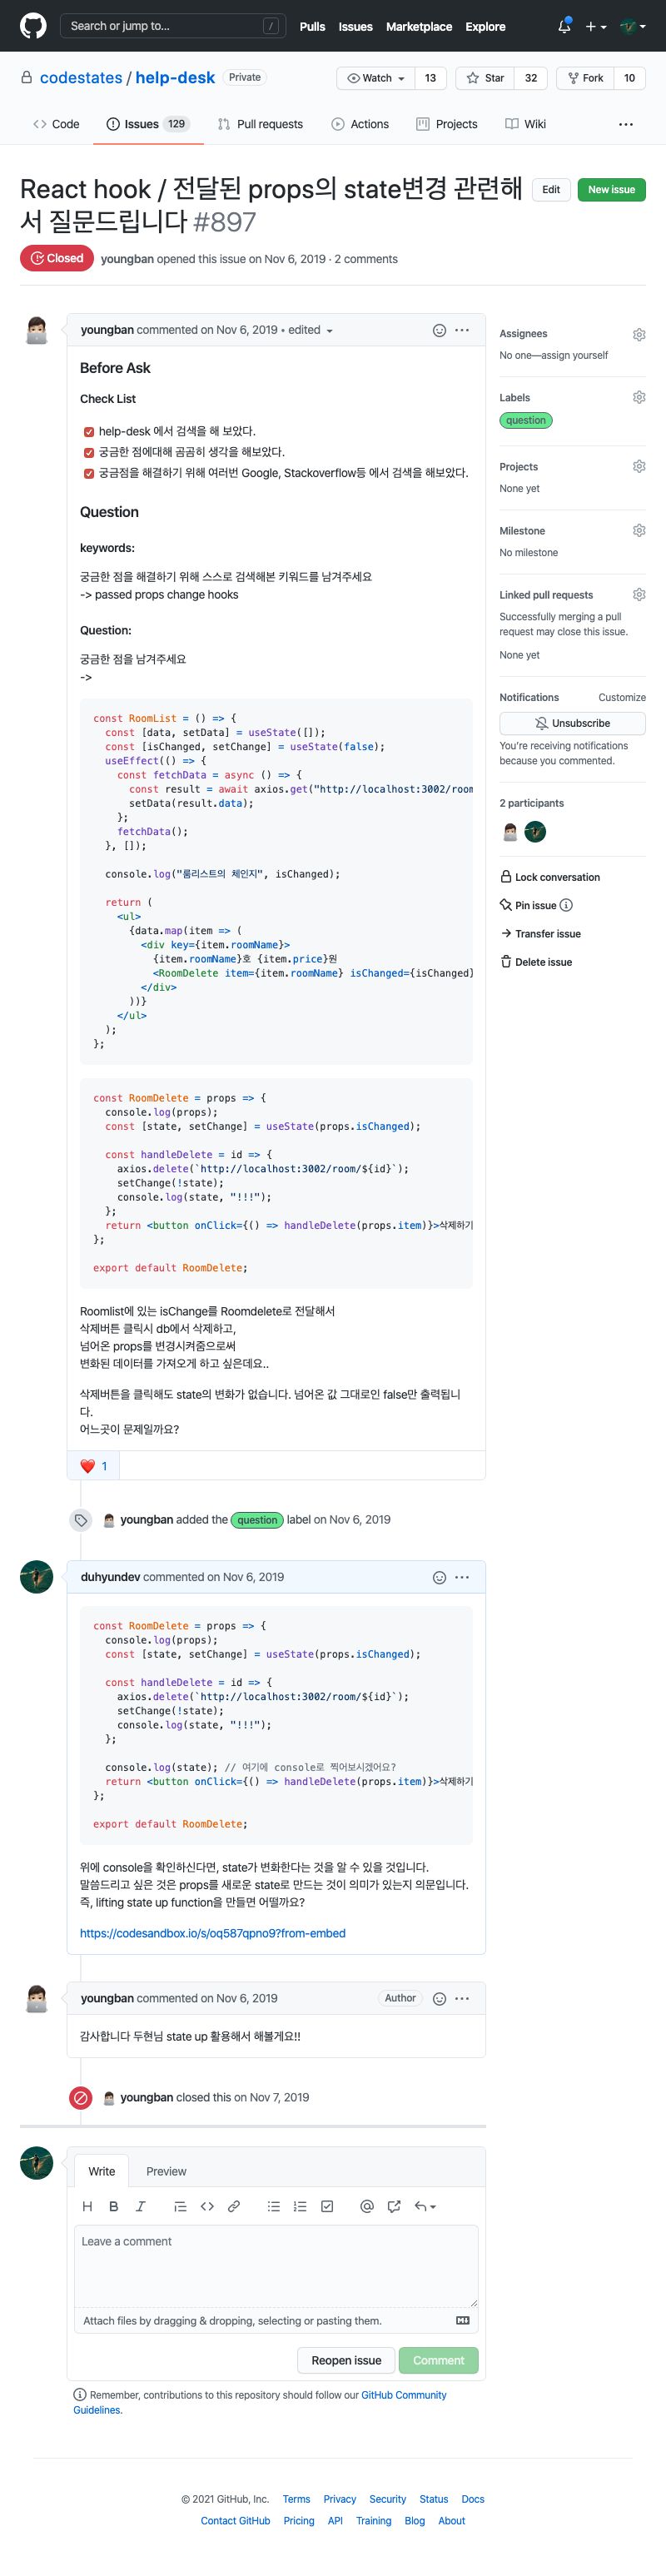 Search or jump to... /
Pulls Issues Marketplace Explore
codestates / help-desk Private
Watch 13 Star 32 Fork 10
Code Issues 129 Pull requests Actions Projects Wiki ...
React hook / 전달된 props의 state변경 관련해
서 질문드립니다 #897
Edit New issue
Closed youngban opened this issue on Nov 6, 2019 · 2 comments
youngban commented on Nov 6, 2019 • edited
Before Ask
Check List
help-desk 에서 검색을 해 보았다.
궁금한 점에대해 곰곰히 생각을 해보았다.
궁금점을 해결하기 위해 여러번 Google, Stackoverflow등 에서 검색을 해보았다.
Question
keywords:
궁금한 점을 해결하기 위해 스스로 검색해본 키워드를 남겨주세요
-> passed props change hooks
Question:
궁금한 점을 남겨주세요
->
const RoomList = () => {
const [data, setData] = useState([]);
const [isChanged, setChange] = useState(false);
useEffect(() => {
const fetchData = async () => {
const result = await axios.get("http://localhost:3002/room
setData(result.data);
};
fetchData();
}, []);
console.log("룸리스트의 체인지", isChanged);
return (
<ul>
{data.map(item => (
<div key={item.roomName}>
{item.roomName}호 {item.price}원
<RoomDelete item={item.roomName} isChanged={isChanged}
</div>
))}
</ul>
);
};
const RoomDelete = props => {
console.log(props);
const [state, setChange] = useState(props.isChanged);
const handleDelete = id => {
axios.delete(`http://localhost:3002/room/${id}`);
setChange(!state);
console.log(state, "!!!");
};
return <button onClick={() => handleDelete(props.item)}>삭제하기
};
export default RoomDelete;
Roomlist에 있는 isChange를 Roomdelete로 전달해서
삭제버튼 클릭시 db에서 삭제하고,
넘어온 props를 변경시켜줌으로써
변화된 데이터를 가져오게 하고 싶은데요..
삭제버튼을 클릭해도 state의 변화가 없습니다. 넘어온 값 그대로인 false만 출력됩니
다.
어느곳이 문제일까요?
❤️ 1
youngban added the question label on Nov 6, 2019
duhyundev commented on Nov 6, 2019
const RoomDelete = props => {
console.log(props);
const [state, setChange] = useState(props.isChanged);
const handleDelete = id => {
axios.delete(`http://localhost:3002/room/${id}`);
setChange(!state);
console.log(state, "!!!");
};
console.log(state); // 여기에 console로 찍어보시겠어요?
return <button onClick={() => handleDelete(props.item)}>삭제하기
};
export default RoomDelete;
위에 console을 확인하신다면, state가 변화한다는 것을 알 수 있을 것입니다.
말씀드리고 싶은 것은 props를 새로운 state로 만드는 것이 의미가 있는지 의문입니다.
즉, lifting state up function을 만들면 어떨까요?
https://codesandbox.io/s/oq587qpno9?from-embed
youngban commented on Nov 6, 2019 Author
감사합니다 두현님 state up 활용해서 해볼게요!!
youngban closed this on Nov 7, 2019
Write Preview
H B I @
Leave a comment
Attach files by dragging & dropping, selecting or pasting them.
Reopen issue Comment
Remember, contributions to this repository should follow our GitHub Community
Guidelines.
Assignees
No one—assign yourself
Labels
question
Projects
None yet
Milestone
No milestone
Linked pull requests
Successfully merging a pull
request may close this issue.
None yet
Notifications Customize
Unsubscribe
You're receiving notifications
because you commented.
2 participants
Lock conversation
Pin issue
Transfer issue
Delete issue
© 2021 GitHub, Inc. Terms Privacy Security Status Docs
Contact GitHub Pricing API Training Blog About